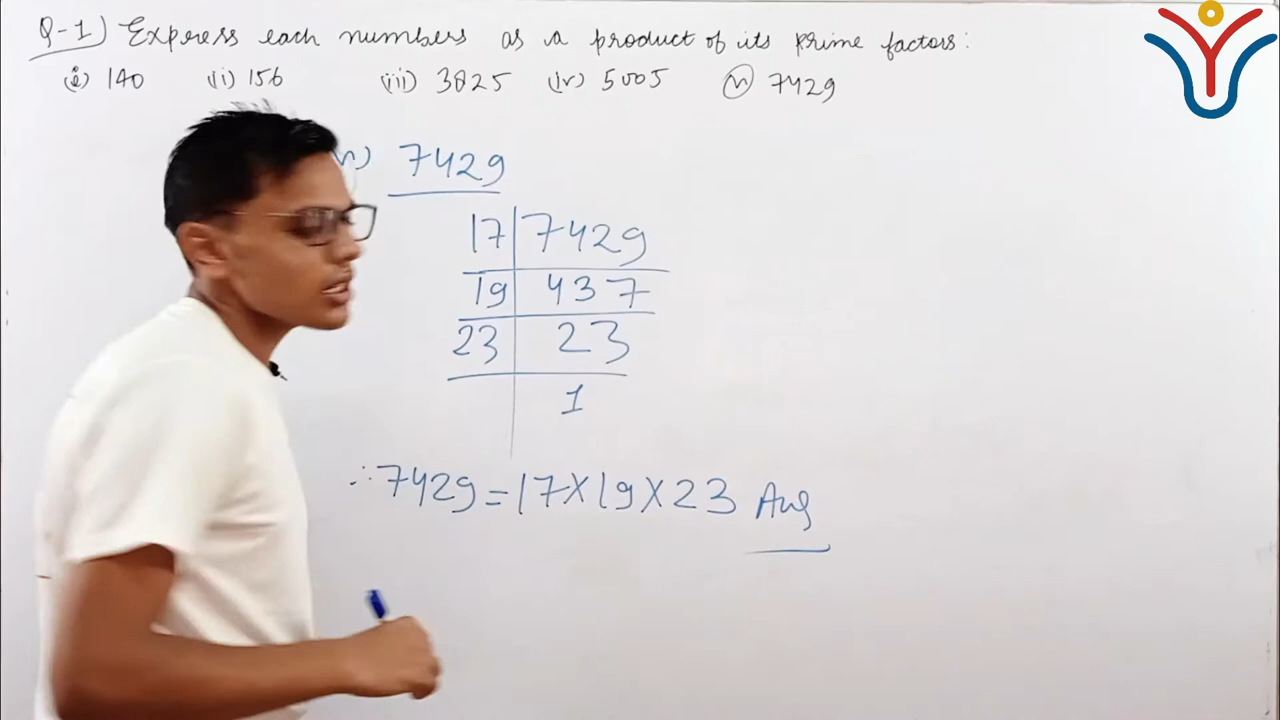 Q-1) Express each numbers as a product of its prime factors:
(i) 140 (ii) 156 (iii) 3825 (iv) 5005 (v) 7429
v) 7429
17 7429
19 437
23 23
1
∴ 7429 = 17 X 19 X 23 Ans